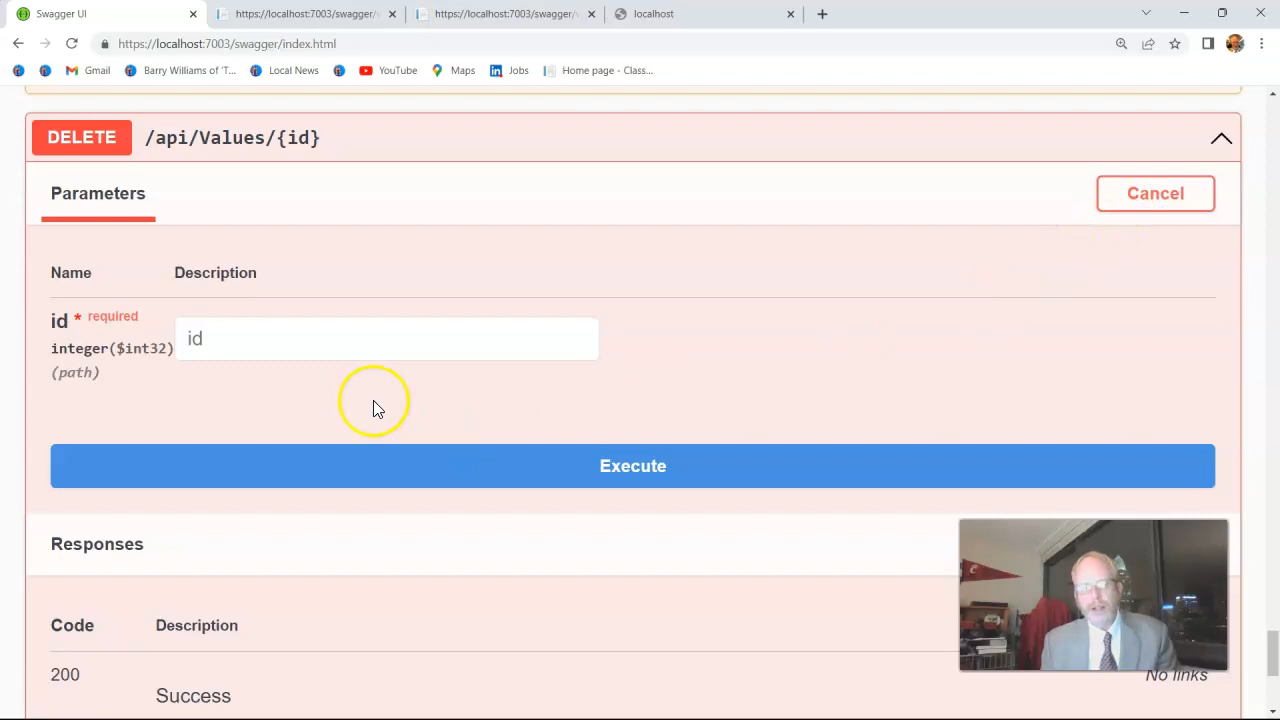 Swagger UI
https://localhost:7003/swagger/v
https://localhost:7003/swagger/v
localhost
https://localhost:7003/swagger/index.html
Gmail
Barry Williams of 'T...
Local News
YouTube
Maps
Jobs
Home page - Class...
DELETE /api/Values/{id}
Parameters
Cancel
Name Description
id * required
integer($int32)
(path)
id
Execute
Responses
Code Description
200
Success
No links